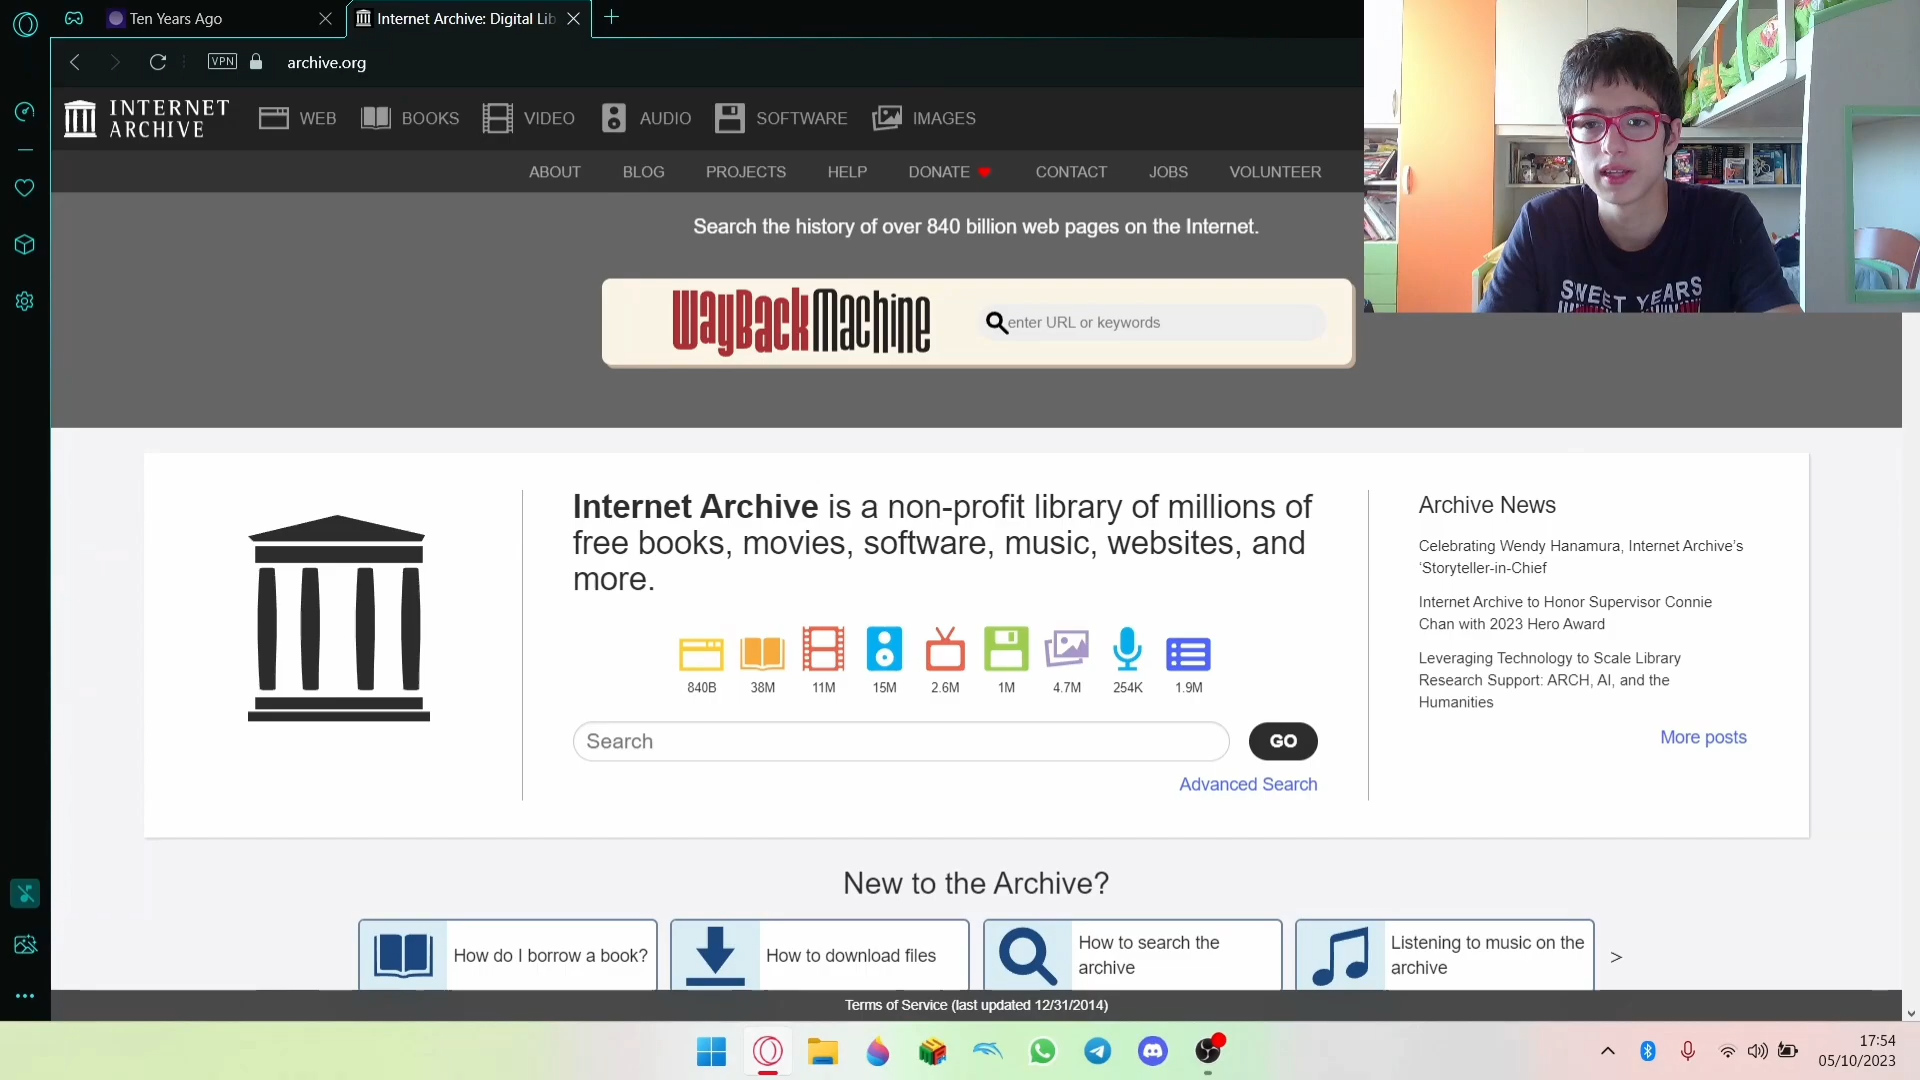 Ten Years Ago
Internet Archive: Digital Lib
VPN
archive.org
INTERNET
ARCHIVE
WEB
BOOKS
VIDEO
AUDIO
SOFTWARE
IMAGES
ABOUT
BLOG
PROJECTS
HELP
DONATE
CONTACT
JOBS
VOLUNTEER
Search the history of over 840 billion web pages on the Internet.
WayBackMachine
enter URL or keywords
SWEET YEARS
Internet Archive is a non-profit library of millions of
free books, movies, software, music, websites, and
more.
840B
38M
11M
15M
2.6M
1M
4.7M
254K
1.9M
Search
GO
Advanced Search
Archive News
Celebrating Wendy Hanamura, Internet Archive’s
‘Storyteller-in-Chief
Internet Archive to Honor Supervisor Connie
Chan with 2023 Hero Award
Leveraging Technology to Scale Library
Research Support: ARCH, AI, and the
Humanities
More posts
New to the Archive?
How do I borrow a book?
How to download files
How to search the
archive
Listening to music on the
archive
>
Terms of Service (last updated 12/31/2014)
17:54
05/10/2023